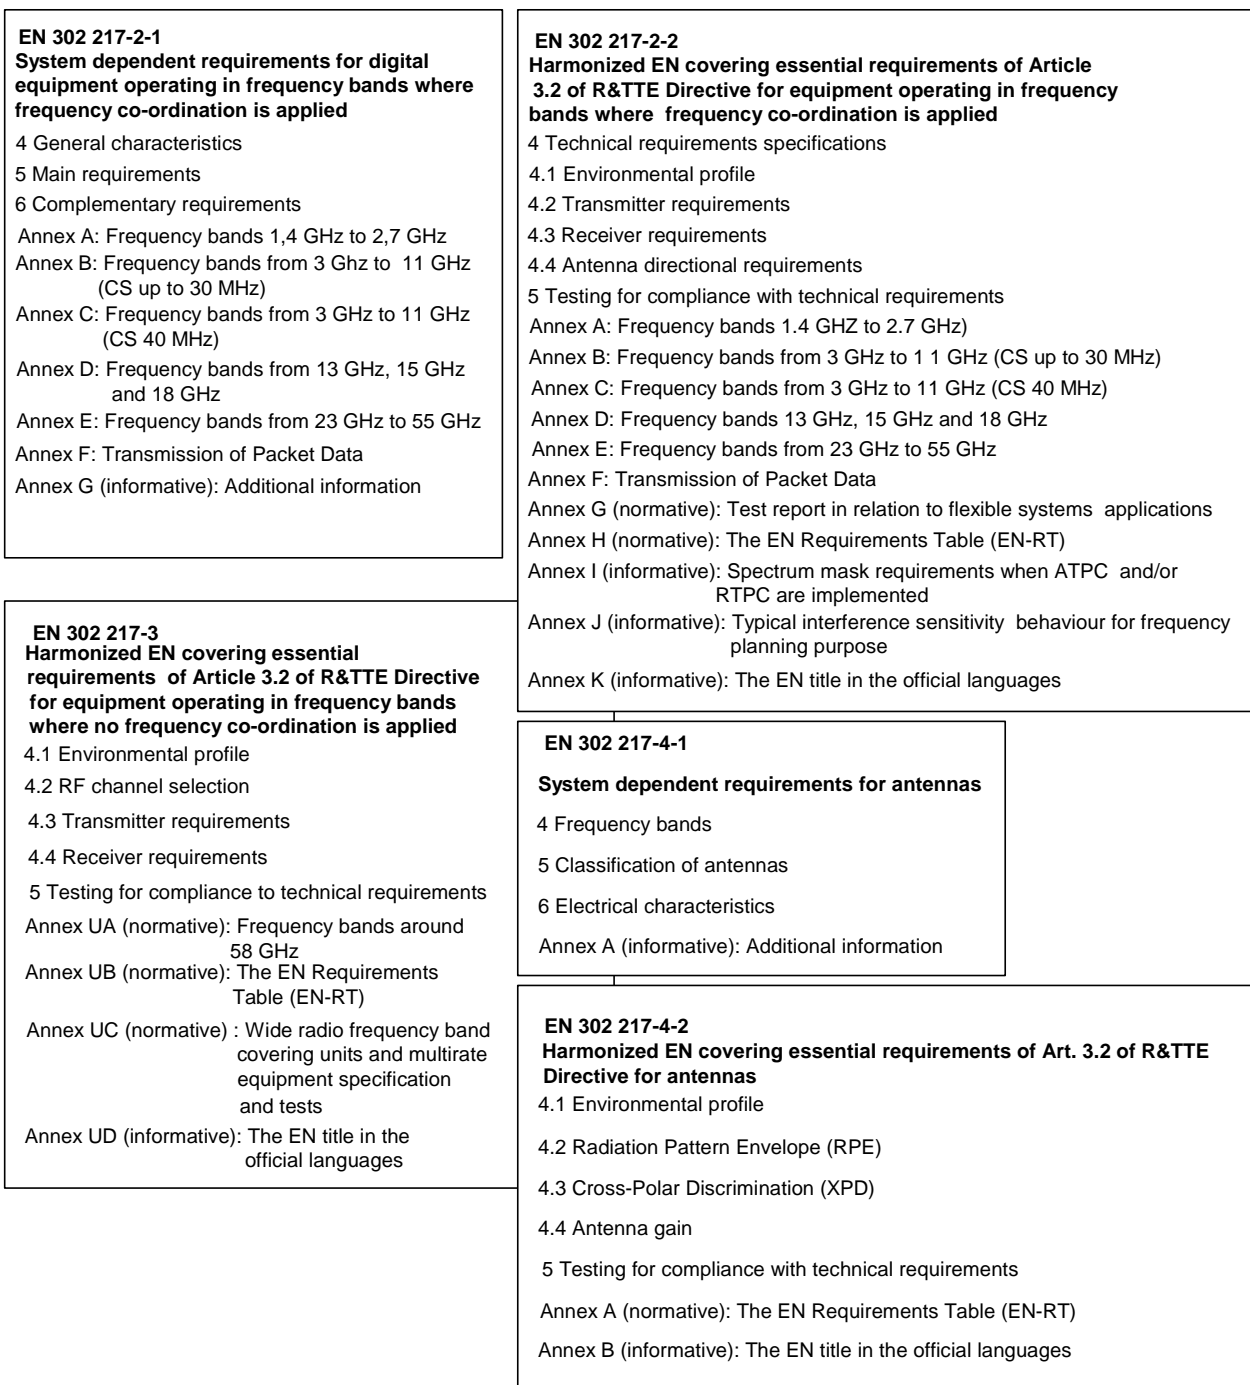 EN 302 217-2-1
System dependent requirements for digital
equipment operating in frequency bands where
frequency co-ordination is applied
4 General characteristics
5 Main requirements
6 Complementary requirements
Annex A: Frequency bands 1,4 GHz to 2,7 GHz
Annex B: Frequency bands from 3 Ghz to 11 GHz
(CS up to 30 MHz)
Annex C: Frequency bands from 3 GHz to 11 GHz
(CS 40 MHz)
Annex D: Frequency bands from 13 GHz, 15 GHz
and 18 GHz
Annex E: Frequency bands from 23 GHz to 55 GHz
Annex F: Transmission of Packet Data
Annex G (informative): Additional information
EN 302 217-2-2
Harmonized EN covering essential requirements of Article
3.2 of R&TTE Directive for equipment operating in frequency
bands where frequency co-ordination is applied
4 Technical requirements specifications
4.1 Environmental profile
4.2 Transmitter requirements
4.3 Receiver requirements
4.4 Antenna directional requirements
5 Testing for compliance with technical requirements
Annex A: Frequency bands 1.4 GHZ to 2.7 GHz)
Annex B: Frequency bands from 3 GHz to 1 1 GHz (CS up to 30 MHz)
Annex C: Frequency bands from 3 GHz to 11 GHz (CS 40 MHz)
Annex D: Frequency bands 13 GHz, 15 GHz and 18 GHz
Annex E: Frequency bands from 23 GHz to 55 GHz
Annex F: Transmission of Packet Data
Annex G (normative): Test report in relation to flexible systems applications
Annex H (normative): The EN Requirements Table (EN-RT)
Annex I (informative): Spectrum mask requirements when ATPC and/or
RTPC are implemented
Annex J (informative): Typical interference sensitivity behaviour for frequency
planning purpose
Annex K (informative): The EN title in the official languages
EN 302 217-3
Harmonized EN covering essential
requirements of Article 3.2 of R&TTE Directive
for equipment operating in frequency bands
where no frequency co-ordination is applied
4.1 Environmental profile
4.2 RF channel selection
4.3 Transmitter requirements
4.4 Receiver requirements
5 Testing for compliance to technical requirements
Annex UA (normative): Frequency bands around
58 GHz
Annex UB (normative): The EN Requirements
Table (EN-RT)
Annex UC (normative) : Wide radio frequency band
covering units and multirate
equipment specification
and tests
Annex UD (informative): The EN title in the
official languages
EN 302 217-4-1
System dependent requirements for antennas
4 Frequency bands
5 Classification of antennas
6 Electrical characteristics
Annex A (informative): Additional information
EN 302 217-4-2
Harmonized EN covering essential requirements of Art. 3.2 of R&TTE
Directive for antennas
4.1 Environmental profile
4.2 Radiation Pattern Envelope (RPE)
4.3 Cross-Polar Discrimination (XPD)
4.4 Antenna gain
5 Testing for compliance with technical requirements
Annex A (normative): The EN Requirements Table (EN-RT)
Annex B (informative): The EN title in the official languages